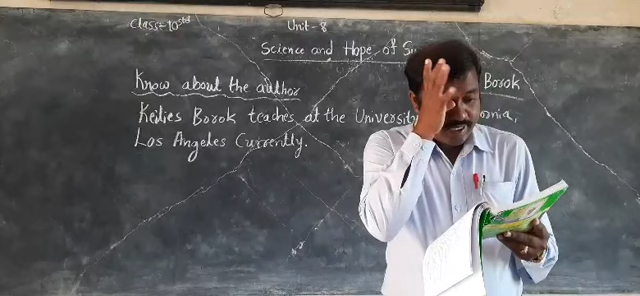 Class-10std
Unit-8
Science and Hope of Borok
Know about the author
Keilies Borok teaches at the University
Los Angeles Currently.